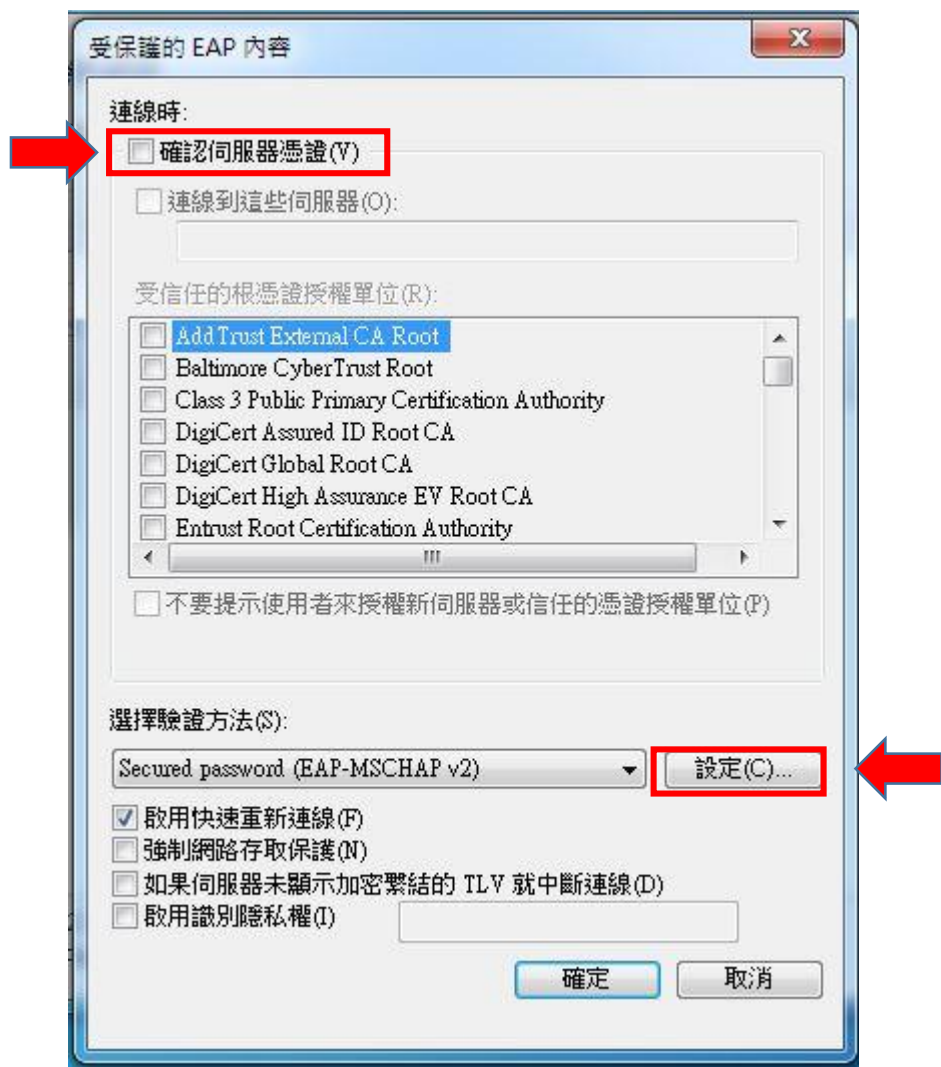 受保護的 EAP 內容
連線時:
確認伺服器憑證(V)
連線到這些伺服器(O):
受信任的根憑證授權單位(R):
AddTrust External CA Root
Baltimore CyberTrust Root
Class 3 Public Primary Certification Authority
DigiCert Assured ID Root CA
DigiCert Global Root CA
DigiCert High Assurance EV Root CA
Entrust Root Certification Authority
不要提示使用者來授權新伺服器或信任的憑證授權單位(P)
選擇驗證方法(S):
Secured password (EAP-MSCHAP v2) 設定(C)...
啟用快速重新連線(F)
強制網路存取保護(N)
如果伺服器未顯示加密繫結的 TLV 就中斷連線(D)
啟用識別隱私權(I)
確定 取消